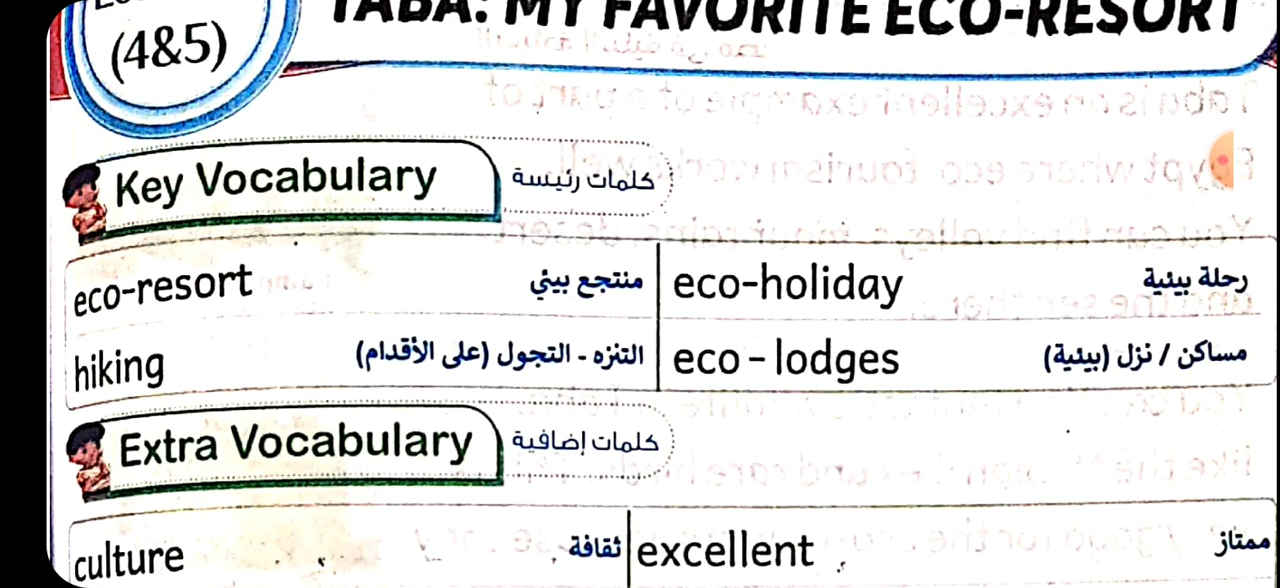 TABA: MY FAVORITE ECO-RESORT
(4&5)
Key Vocabulary كلمات رئيسة
eco-resort منتجع بيئي eco-holiday رحلة بيئية
hiking التنزه - التجول (على الأقدام) eco – lodges مساكن / نزل (بيئية)
Extra Vocabulary كلمات إضافية
culture ثقافة excellent ممتاز